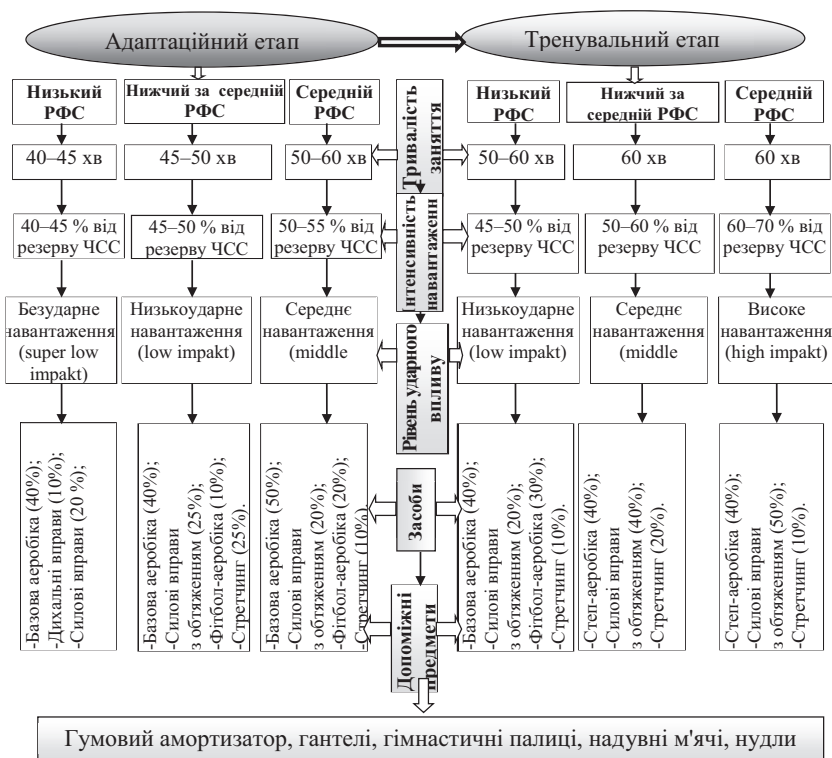 Адаптаційний етап
Тренувальний етап
Низький
РФС
Нижчий за середній
РФС
Середній
РФС
Тривалість
заняття
Низький
РФС
Нижчий за
середній РФС
Середній
РФС
40–45 хв
45–50 хв
50–60 хв
50–60 хв
60 хв
60 хв
40–45 % від
резерву ЧСС
45–50 % від
резерву ЧСС
50–55 % від
резерву ЧСС
нтенсивність
навантаженн
45–50 % від
резерву ЧСС
50–60 % від
резерву ЧСС
60–70 % від
резерву ЧСС
Безударне
навантаження
(super low
impakt)
Низькоударне
навантаження
(low impakt)
Середнє
навантаження
(middle
Рівень ударного
впливу
Низькоударне
навантаження
(low impakt)
Середнє
навантаження
(middle
Високе
навантаження
(high impakt)
-Базова аеробіка (40%);
-Дихальні вправи (10%);
-Силові вправи (20 %);
-Базова аеробіка (40%);
-Силові вправи
з обтяженням (25%);
-Фітбол-аеробіка (10%);
-Стретчинг (25%).
-Базова аеробіка (50%);
-Силові вправи
з обтяженням (20%);
-Фітбол-аеробіка (20%);
-Стретчинг (10%).
Засоби
-Базова аеробіка (40%);
-Силові вправи
з обтяженням (20%);
-Фітбол-аеробіка (30%);
-Стретчинг (10%).
-Степ-аеробіка (40%);
-Силові вправи
з обтяженням (40%);
-Стретчинг (20%).
-Степ-аеробіка (40%);
-Силові вправи
з обтяженням (50%);
-Стретчинг (10%).
Допоміжні
предмети
Гумовий амортизатор, гантелі, гімнастичні палиці, надувні м'ячі, нудли